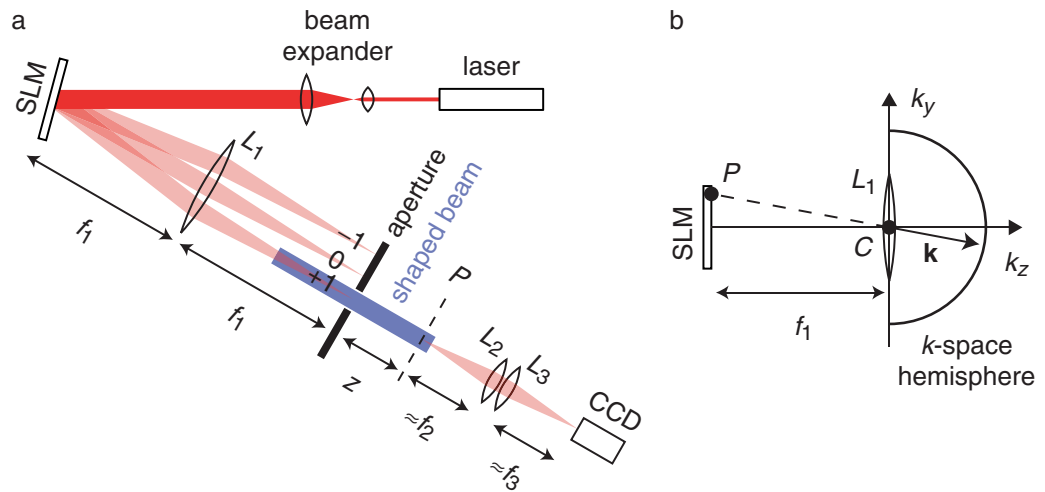 a
beam
expander
laser
SLM
L1
f1
f1
−1
0
+1
aperture
shaped beam
P
z
≈f2
L2
L3
≈f3
CCD
b
ky
P
L1
SLM
C
k
kz
f1
k-space
hemisphere